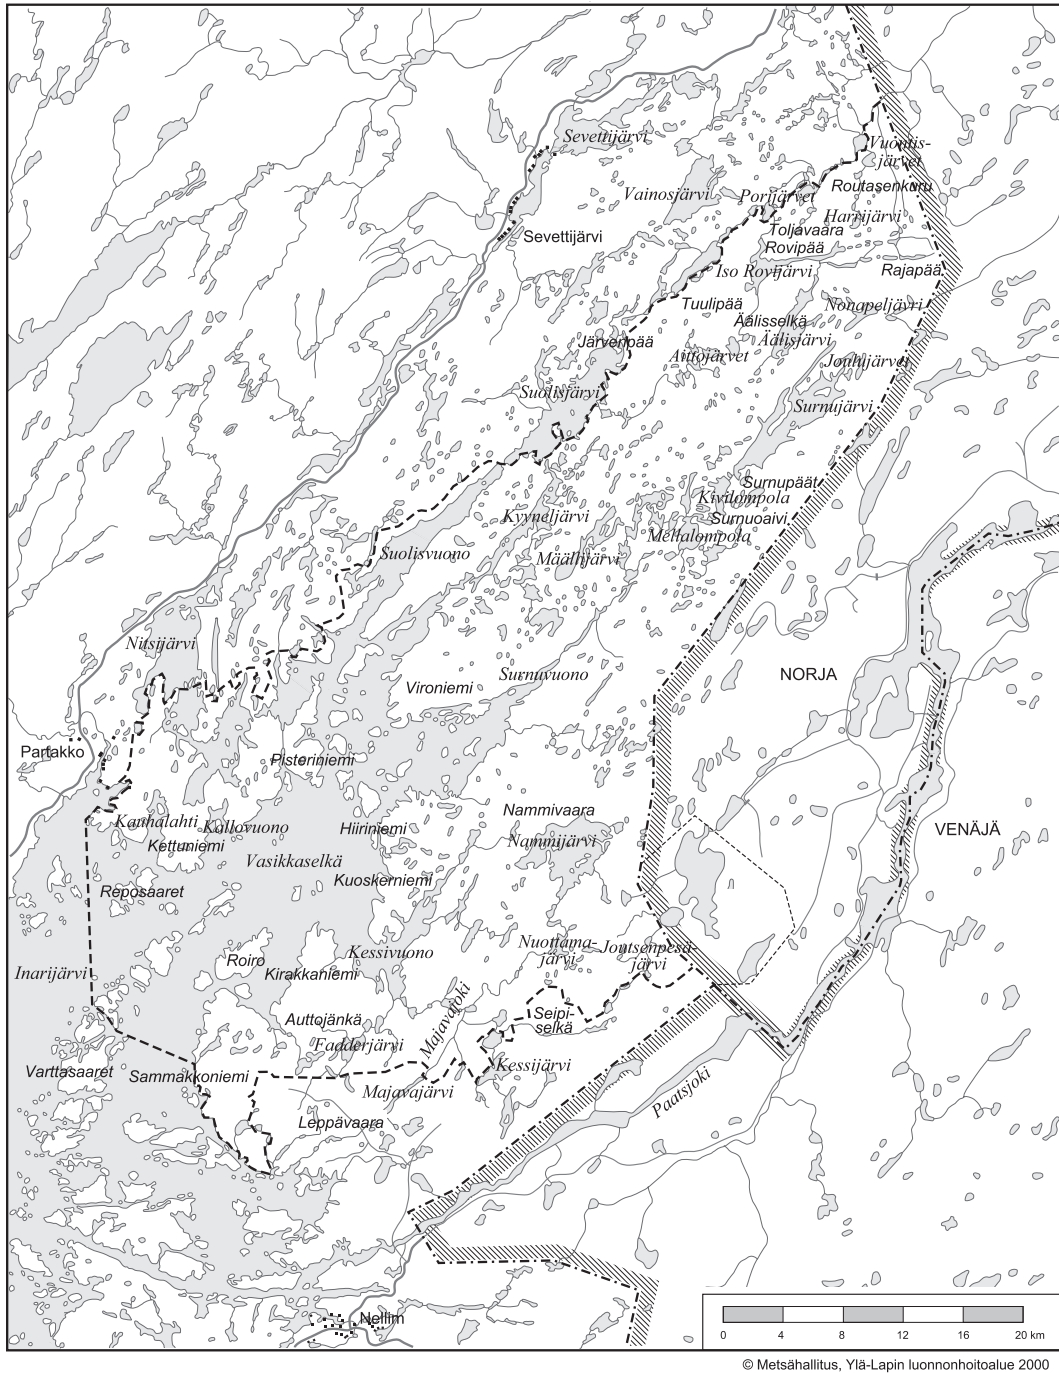 Sevettijärvi
Vuontis-
järvet
Routasenkuru
Vainosjärvi
Porijärvet
Harrijärvi
Toljavaara
Sevettijärvi
Rovipää
Iso Rovijärvi
Rajapää
Tuulipää
Nonapeljävri
Äälisselkä
Äälisjärvi
Järvenpää
Aittojärvet
Joulujärvet
Suolisjärvi
Surnujärvi
Surnupäät
Kivilompola
Kyyneljärvi
Surnuoaivi
Mellalompola
Suolisvuono
Määllijärvi
Nitsijärvi
Surnuvuono
NORJA
Vironiemi
Partakko
Pisteriniemi
Nammivaara
Kanhalahti
Kallovuono
Hiiriniemi
VENÄJÄ
Kettuniemi
Nammijärvi
Vasikkaselkä
Reposaaret
Kuoskerniemi
Nuottama-
järvi
Joutsenpesä-
järvi
Kessivuono
Roiro
Inarijärvi
Kirakkaniemi
Majavajoki
Auttojänkä
Seipi-
selkä
Fadderjärvi
Kessijärvi
Varttasaaret
Sammakkoniemi
Majavajärvi
Paatsjoki
Leppävaara
Nellim
0 4 8 12 16 20 km
© Metsähallitus, Ylä-Lapin luonnonhoitoalue 2000